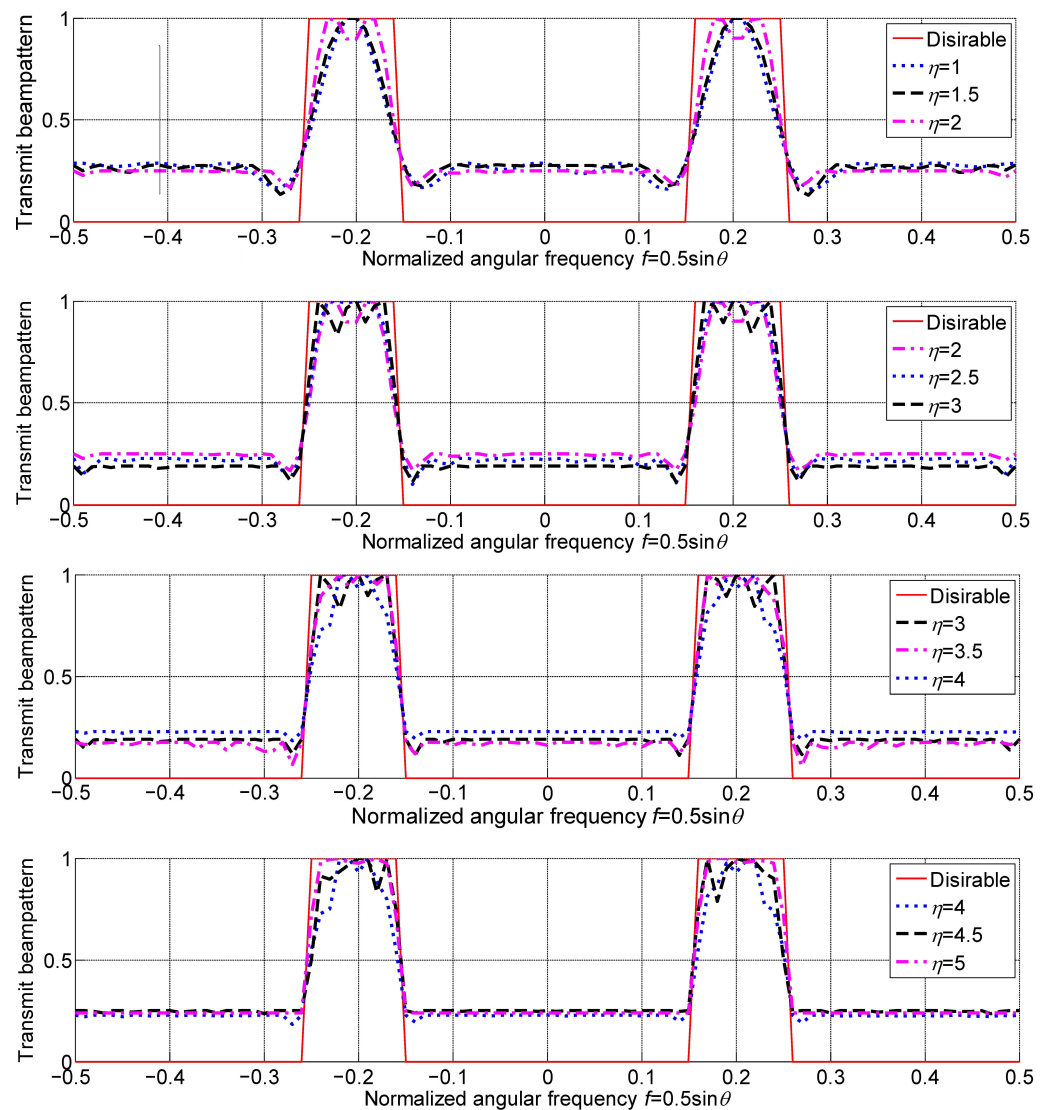 Transmit beampattern
1
0.5
0
Disirable
η=1
η=1.5
η=2
−0.5 −0.4 −0.3 −0.2 −0.1 0 0.1 0.2 0.3 0.4 0.5
Normalized angular frequency f=0.5sinθ
Transmit beampattern
1
0.5
0
Disirable
η=2
η=2.5
η=3
−0.5 −0.4 −0.3 −0.2 −0.1 0 0.1 0.2 0.3 0.4 0.5
Normalized angular frequency f=0.5sinθ
Transmit beampattern
1
0.5
0
Disirable
η=3
η=3.5
η=4
−0.5 −0.4 −0.3 −0.2 −0.1 0 0.1 0.2 0.3 0.4 0.5
Normalized angular frequency f=0.5sinθ
Transmit beampattern
1
0.5
0
Disirable
η=4
η=4.5
η=5
−0.5 −0.4 −0.3 −0.2 −0.1 0 0.1 0.2 0.3 0.4 0.5
Normalized angular frequency f=0.5sinθ